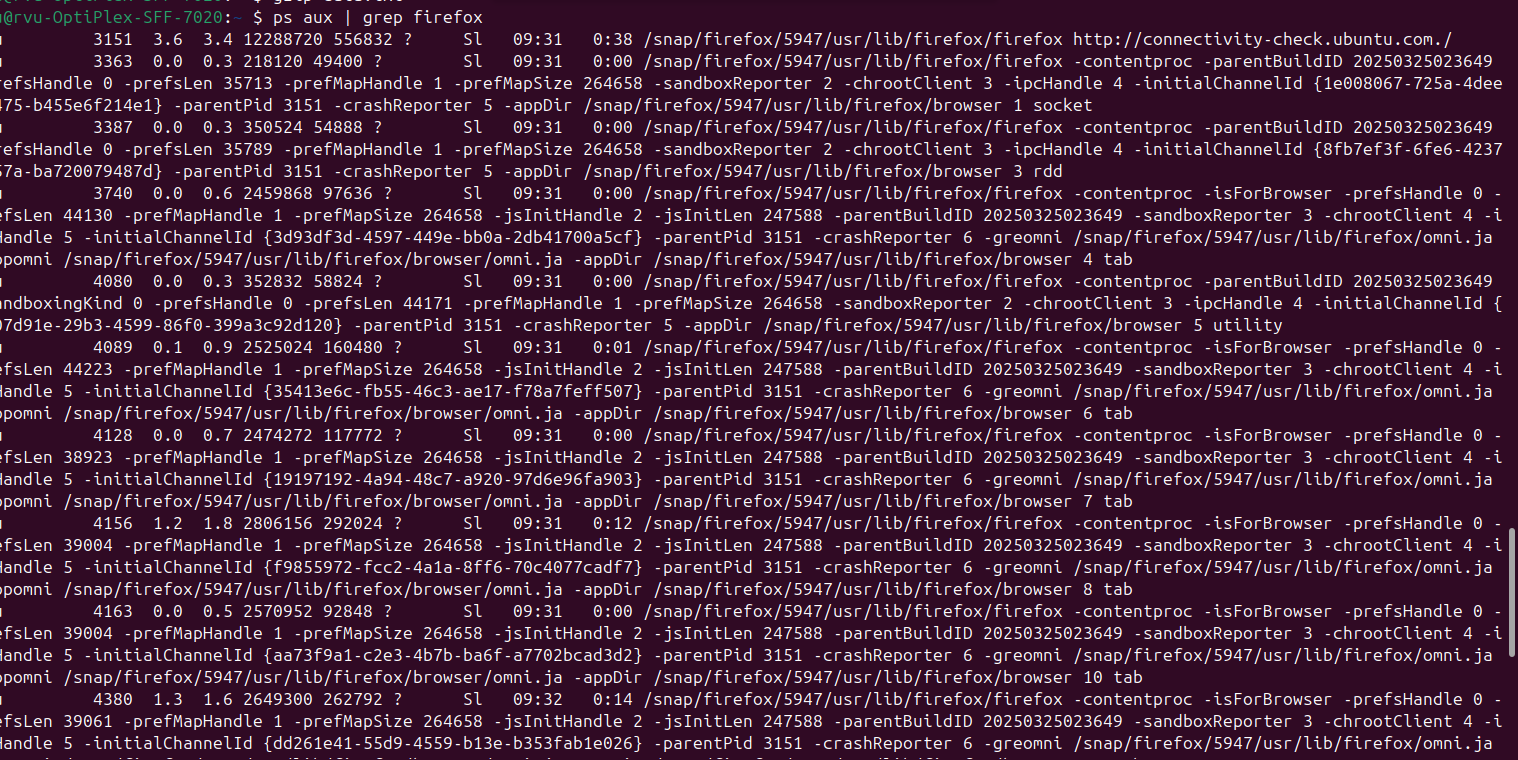 u@rvu-OptiPlex-SFF-7020:~ $ ps aux | grep firefox
3151 3.6 3.4 12288720 556832 ? Sl 09:31 0:38 /snap/firefox/5947/usr/lib/firefox/firefox http://connectivity-check.ubuntu.com./
3363 0.0 0.3 218120 49400 ? Sl 09:31 0:00 /snap/firefox/5947/usr/lib/firefox/firefox -contentproc -parentBuildID 20250325023649
refsHandle 0 -prefsLen 35713 -prefMapHandle 1 -prefMapSize 264658 -sandboxReporter 2 -chrootClient 3 -ipcHandle 4 -initialChannelId {1e008067-725a-4dee
475-b455e6f214e1} -parentPid 3151 -crashReporter 5 -appDir /snap/firefox/5947/usr/lib/firefox/browser 1 socket
3387 0.0 0.3 350524 54888 ? Sl 09:31 0:00 /snap/firefox/5947/usr/lib/firefox/firefox -contentproc -parentBuildID 20250325023649
refsHandle 0 -prefsLen 35789 -prefMapHandle 1 -prefMapSize 264658 -sandboxReporter 2 -chrootClient 3 -ipcHandle 4 -initialChannelId {8fb7ef3f-6fe6-4237
57a-ba720079487d} -parentPid 3151 -crashReporter 5 -appDir /snap/firefox/5947/usr/lib/firefox/browser 3 rdd
3740 0.0 0.6 2459868 97636 ? Sl 09:31 0:00 /snap/firefox/5947/usr/lib/firefox/firefox -contentproc -isForBrowser -prefsHandle 0 -
efsLen 44130 -prefMapHandle 1 -prefMapSize 264658 -jsInitHandle 2 -jsInitLen 247588 -parentBuildID 20250325023649 -sandboxReporter 3 -chrootClient 4 -i
Handle 5 -initialChannelId {3d93df3d-4597-449e-bb0a-2db41700a5cf} -parentPid 3151 -crashReporter 6 -greomni /snap/firefox/5947/usr/lib/firefox/omni.ja
ppomni /snap/firefox/5947/usr/lib/firefox/browser/omni.ja -appDir /snap/firefox/5947/usr/lib/firefox/browser 4 tab
4080 0.0 0.3 352832 58824 ? Sl 09:31 0:00 /snap/firefox/5947/usr/lib/firefox/firefox -contentproc -parentBuildID 20250325023649
andboxingKind 0 -prefsHandle 0 -prefsLen 44171 -prefMapHandle 1 -prefMapSize 264658 -sandboxReporter 2 -chrootClient 3 -ipcHandle 4 -initialChannelId {
07d91e-29b3-4599-86f0-399a3c92d120} -parentPid 3151 -crashReporter 5 -appDir /snap/firefox/5947/usr/lib/firefox/browser 5 utility
4089 0.1 0.9 2525024 160480 ? Sl 09:31 0:01 /snap/firefox/5947/usr/lib/firefox/firefox -contentproc -isForBrowser -prefsHandle 0 -
efsLen 44223 -prefMapHandle 1 -prefMapSize 264658 -jsInitHandle 2 -jsInitLen 247588 -parentBuildID 20250325023649 -sandboxReporter 3 -chrootClient 4 -i
Handle 5 -initialChannelId {35413e6c-fb55-46c3-ae17-f78a7feff507} -parentPid 3151 -crashReporter 6 -greomni /snap/firefox/5947/usr/lib/firefox/omni.ja
ppomni /snap/firefox/5947/usr/lib/firefox/browser/omni.ja -appDir /snap/firefox/5947/usr/lib/firefox/browser 6 tab
4128 0.0 0.7 2474272 117772 ? Sl 09:31 0:00 /snap/firefox/5947/usr/lib/firefox/firefox -contentproc -isForBrowser -prefsHandle 0 -
efsLen 38923 -prefMapHandle 1 -prefMapSize 264658 -jsInitHandle 2 -jsInitLen 247588 -parentBuildID 20250325023649 -sandboxReporter 3 -chrootClient 4 -i
Handle 5 -initialChannelId {19197192-4a94-48c7-a920-97d6e96fa903} -parentPid 3151 -crashReporter 6 -greomni /snap/firefox/5947/usr/lib/firefox/omni.ja
ppomni /snap/firefox/5947/usr/lib/firefox/browser/omni.ja -appDir /snap/firefox/5947/usr/lib/firefox/browser 7 tab
4156 1.2 1.8 2806156 292024 ? Sl 09:31 0:12 /snap/firefox/5947/usr/lib/firefox/firefox -contentproc -isForBrowser -prefsHandle 0 -
efsLen 39004 -prefMapHandle 1 -prefMapSize 264658 -jsInitHandle 2 -jsInitLen 247588 -parentBuildID 20250325023649 -sandboxReporter 3 -chrootClient 4 -i
Handle 5 -initialChannelId {f9855972-fcc2-4a1a-8ff6-70c4077cadf7} -parentPid 3151 -crashReporter 6 -greomni /snap/firefox/5947/usr/lib/firefox/omni.ja
ppomni /snap/firefox/5947/usr/lib/firefox/browser/omni.ja -appDir /snap/firefox/5947/usr/lib/firefox/browser 8 tab
4163 0.0 0.5 2570952 92848 ? Sl 09:31 0:00 /snap/firefox/5947/usr/lib/firefox/firefox -contentproc -isForBrowser -prefsHandle 0 -
efsLen 39004 -prefMapHandle 1 -prefMapSize 264658 -jsInitHandle 2 -jsInitLen 247588 -parentBuildID 20250325023649 -sandboxReporter 3 -chrootClient 4 -i
Handle 5 -initialChannelId {aa73f9a1-c2e3-4b7b-ba6f-a7702bcad3d2} -parentPid 3151 -crashReporter 6 -greomni /snap/firefox/5947/usr/lib/firefox/omni.ja
ppomni /snap/firefox/5947/usr/lib/firefox/browser/omni.ja -appDir /snap/firefox/5947/usr/lib/firefox/browser 10 tab
4380 1.3 1.6 2649300 262792 ? Sl 09:32 0:14 /snap/firefox/5947/usr/lib/firefox/firefox -contentproc -isForBrowser -prefsHandle 0 -
efsLen 39061 -prefMapHandle 1 -prefMapSize 264658 -jsInitHandle 2 -jsInitLen 247588 -parentBuildID 20250325023649 -sandboxReporter 3 -chrootClient 4 -i
Handle 5 -initialChannelId {dd261e41-55d9-4559-b13e-b353fab1e026} -parentPid 3151 -crashReporter 6 -greomni /snap/firefox/5947/usr/lib/firefox/omni.ja